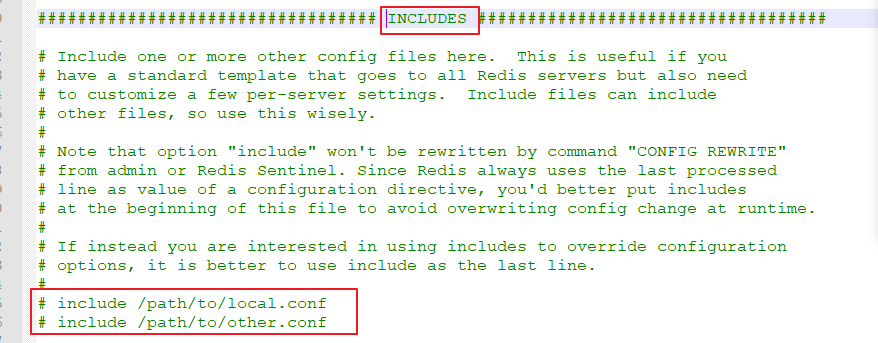 ################################## INCLUDES ###################################
# Include one or more other config files here.  This is useful if you
# have a standard template that goes to all Redis servers but also need
# to customize a few per-server settings.  Include files can include
# other files, so use this wisely.
#
# Note that option "include" won't be rewritten by command "CONFIG REWRITE"
# from admin or Redis Sentinel. Since Redis always uses the last processed
# line as value of a configuration directive, you'd better put includes
# at the beginning of this file to avoid overwriting config change at runtime.
#
# If instead you are interested in using includes to override configuration
# options, it is better to use include as the last line.
#
# include /path/to/local.conf
# include /path/to/other.conf